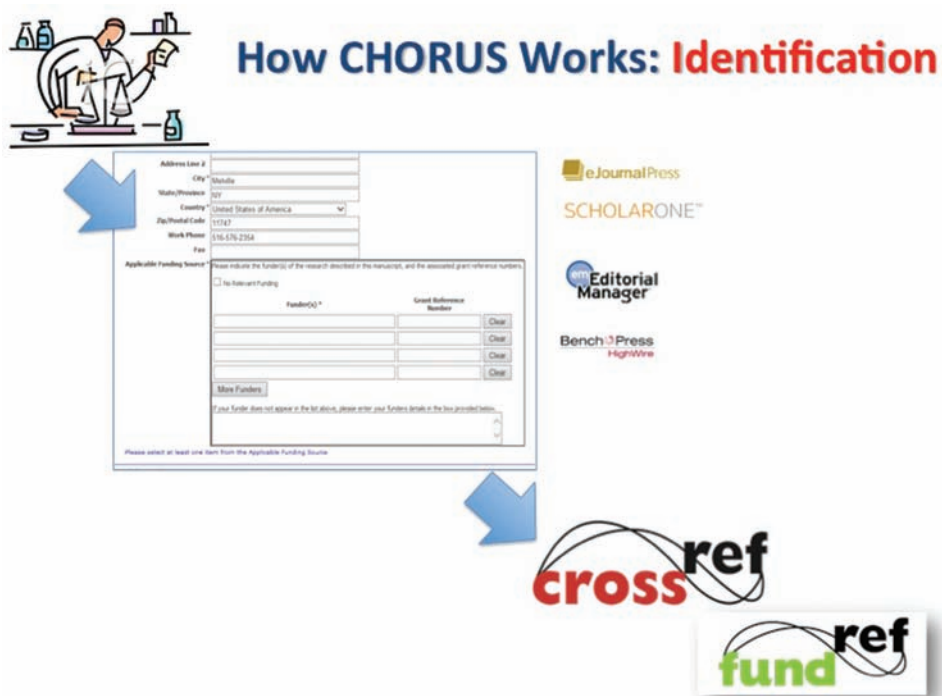 How CHORUS Works: Identification
Address Line 2
City * Melville
State/Province NY
Country * United States of America
Zip/Postal Code 11747
Work Phone 516-576-2354
Fax
Applicable Funding Source * Please indicate the funder(s) of the research described in this manuscript, and the associated grant reference numbers.
No Relevant Funding
Funder(s) * Grant Reference
Number
Clear
Clear
Clear
Clear
More Funders
If your funder does not appear in the list above, please enter your funders details in the box provided below.
Please select at least one item from the Applicable Funding Source
eJournalPress
SCHOLARONE™
em Editorial
Manager
Bench Press
HighWire
crossref
fundref